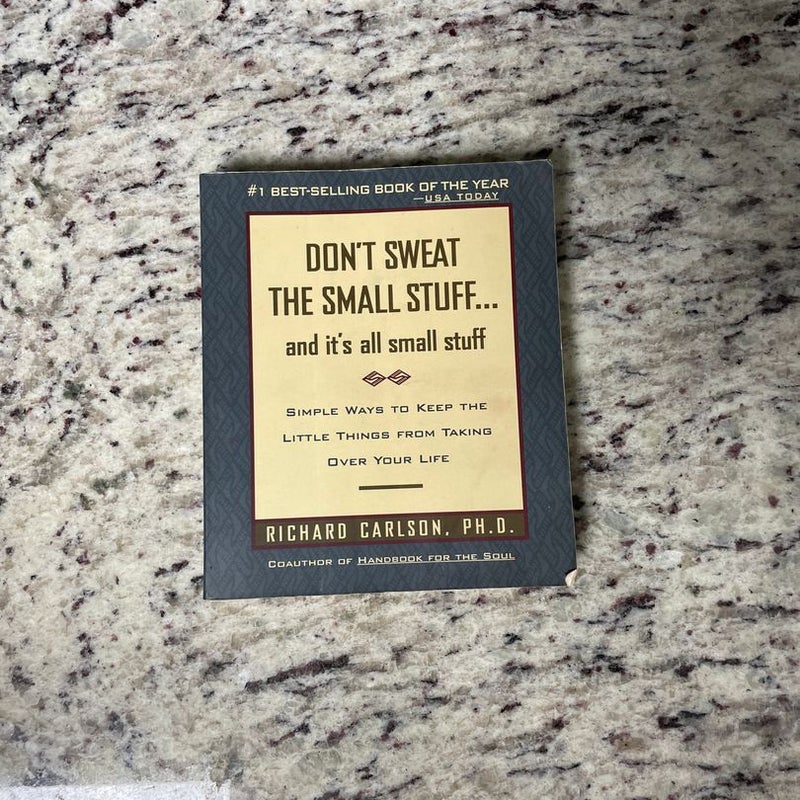 #1 BEST-SELLING BOOK OF THE YEAR
—USA TODAY
DON'T SWEAT
THE SMALL STUFF...
and it's all small stuff
SIMPLE WAYS TO KEEP THE
LITTLE THINGS FROM TAKING
OVER YOUR LIFE
RICHARD CARLSON, PH.D.
COAUTHOR OF HANDBOOK FOR THE SOUL